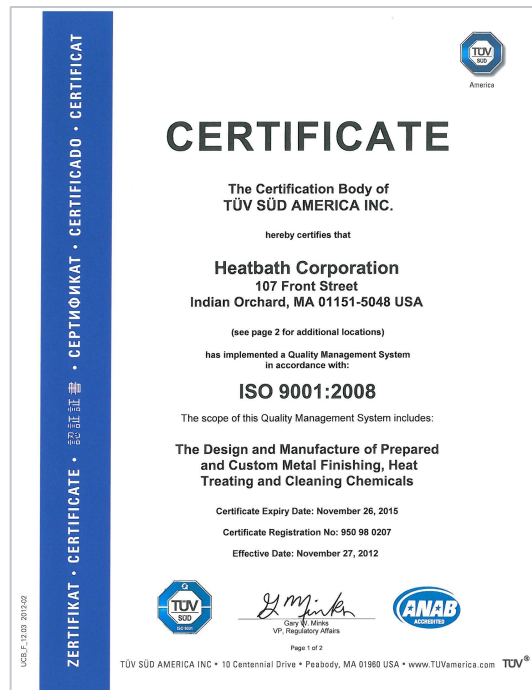 TÜV
SÜD
America
CERTIFICATE
The Certification Body of
TÜV SÜD AMERICA INC.
hereby certifies that
Heatbath Corporation
107 Front Street
Indian Orchard, MA 01151-5048 USA
(see page 2 for additional locations)
has implemented a Quality Management System
in accordance with:
ISO 9001:2008
The scope of this Quality Management System includes:
The Design and Manufacture of Prepared
and Custom Metal Finishing, Heat
Treating and Cleaning Chemicals
Certificate Expiry Date: November 26, 2015
Certificate Registration No: 950 98 0207
Effective Date: November 27, 2012
TÜV
SÜD
ISO 9001
Gary W. Minks
VP, Regulatory Affairs
ANAB
ACCREDITED
Page 1 of 2
TÜV SÜD AMERICA INC • 10 Centennial Drive • Peabody, MA 01960 USA • www.TUVamerica.com TÜV®
ZERTIFIKAT • CERTIFICATE • 認証証書 • СЕРТИФИКАТ • CERTIFICADO • CERTIFICAT
UCB_F_12.03 2012-02